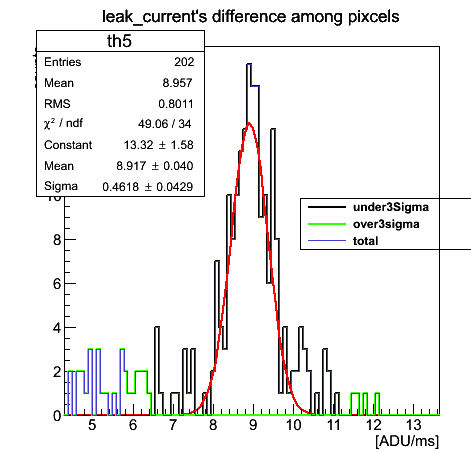 leak_current's difference among pixcels
th5
Entries 202
Mean 8.957
RMS 0.8011
χ² / ndf 49.06 / 34
Constant 13.32 ± 1.58
Mean 8.917 ± 0.040
Sigma 0.4618 ± 0.0429
under3Sigma
over3sigma
total
8
6
4
2
0
5 6 7 8 9 10 11 12 13
[ADU/ms]